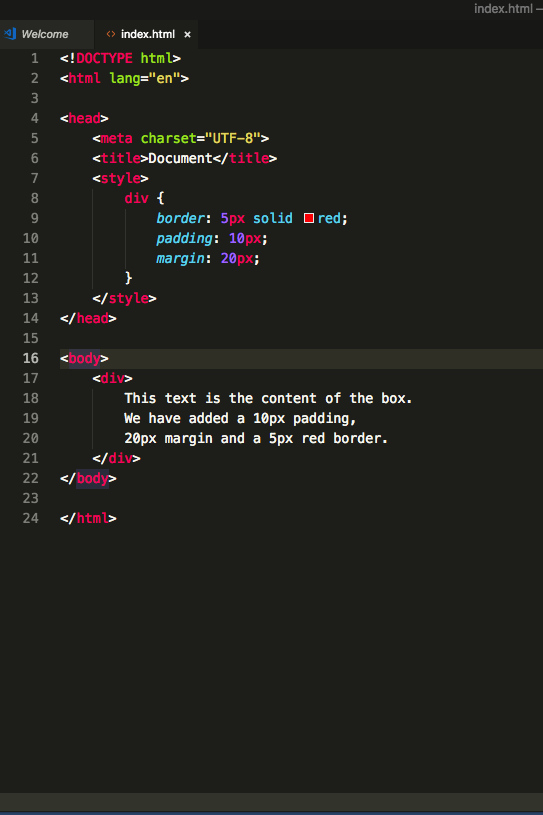 index.html —
Welcome
<> index.html ×
1 <!DOCTYPE html>
2 <html lang="en">
3
4 <head>
5     <meta charset="UTF-8">
6     <title>Document</title>
7     <style>
8         div {
9             border: 5px solid red;
10             padding: 10px;
11             margin: 20px;
12         }
13     </style>
14 </head>
15
16 <body>
17     <div>
18         This text is the content of the box.
19         We have added a 10px padding,
20         20px margin and a 5px red border.
21     </div>
22 </body>
23
24 </html>